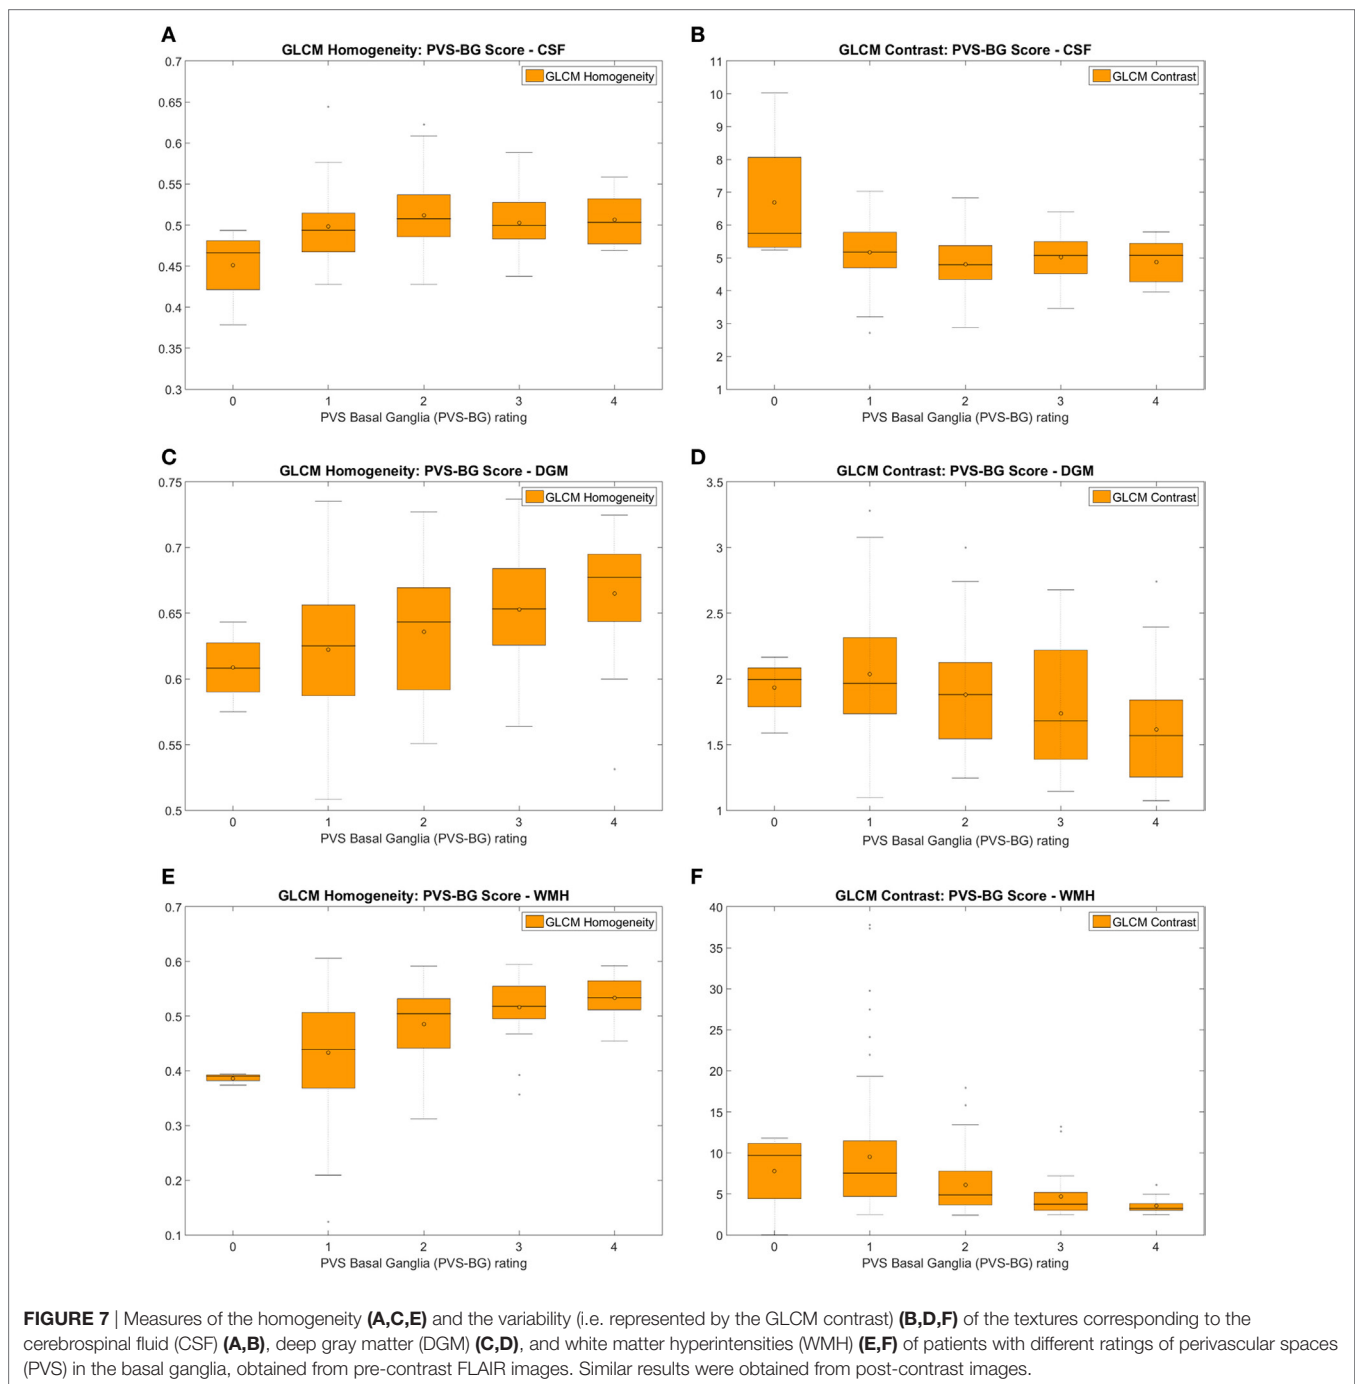 A
GLCM Homogeneity: PVS-BG Score - CSF
GLCM Homogeneity
0.7
0.65
0.6
0.55
0.5
0.45
0.4
0.35
0.3
0 1 2 3 4
PVS Basal Ganglia (PVS-BG) rating
B
GLCM Contrast: PVS-BG Score - CSF
GLCM Contrast
11
10
9
8
7
6
5
4
3
2
1
0 1 2 3 4
PVS Basal Ganglia (PVS-BG) rating
C
GLCM Homogeneity: PVS-BG Score - DGM
GLCM Homogeneity
0.75
0.7
0.65
0.6
0.55
0.5
0 1 2 3 4
PVS Basal Ganglia (PVS-BG) rating
D
GLCM Contrast: PVS-BG Score - DGM
GLCM Contrast
3.5
3
2.5
2
1.5
1
0 1 2 3 4
PVS Basal Ganglia (PVS-BG) rating
E
GLCM Homogeneity: PVS-BG Score - WMH
GLCM Homogeneity
0.7
0.6
0.5
0.4
0.3
0.2
0.1
0 1 2 3 4
PVS Basal Ganglia (PVS-BG) rating
F
GLCM Contrast: PVS-BG Score - WMH
GLCM Contrast
40
35
30
25
20
15
10
5
0
0 1 2 3 4
PVS Basal Ganglia (PVS-BG) rating
FIGURE 7 | Measures of the homogeneity (A,C,E) and the variability (i.e. represented by the GLCM contrast) (B,D,F) of the textures corresponding to the
cerebrospinal fluid (CSF) (A,B), deep gray matter (DGM) (C,D), and white matter hyperintensities (WMH) (E,F) of patients with different ratings of perivascular spaces
(PVS) in the basal ganglia, obtained from pre-contrast FLAIR images. Similar results were obtained from post-contrast images.